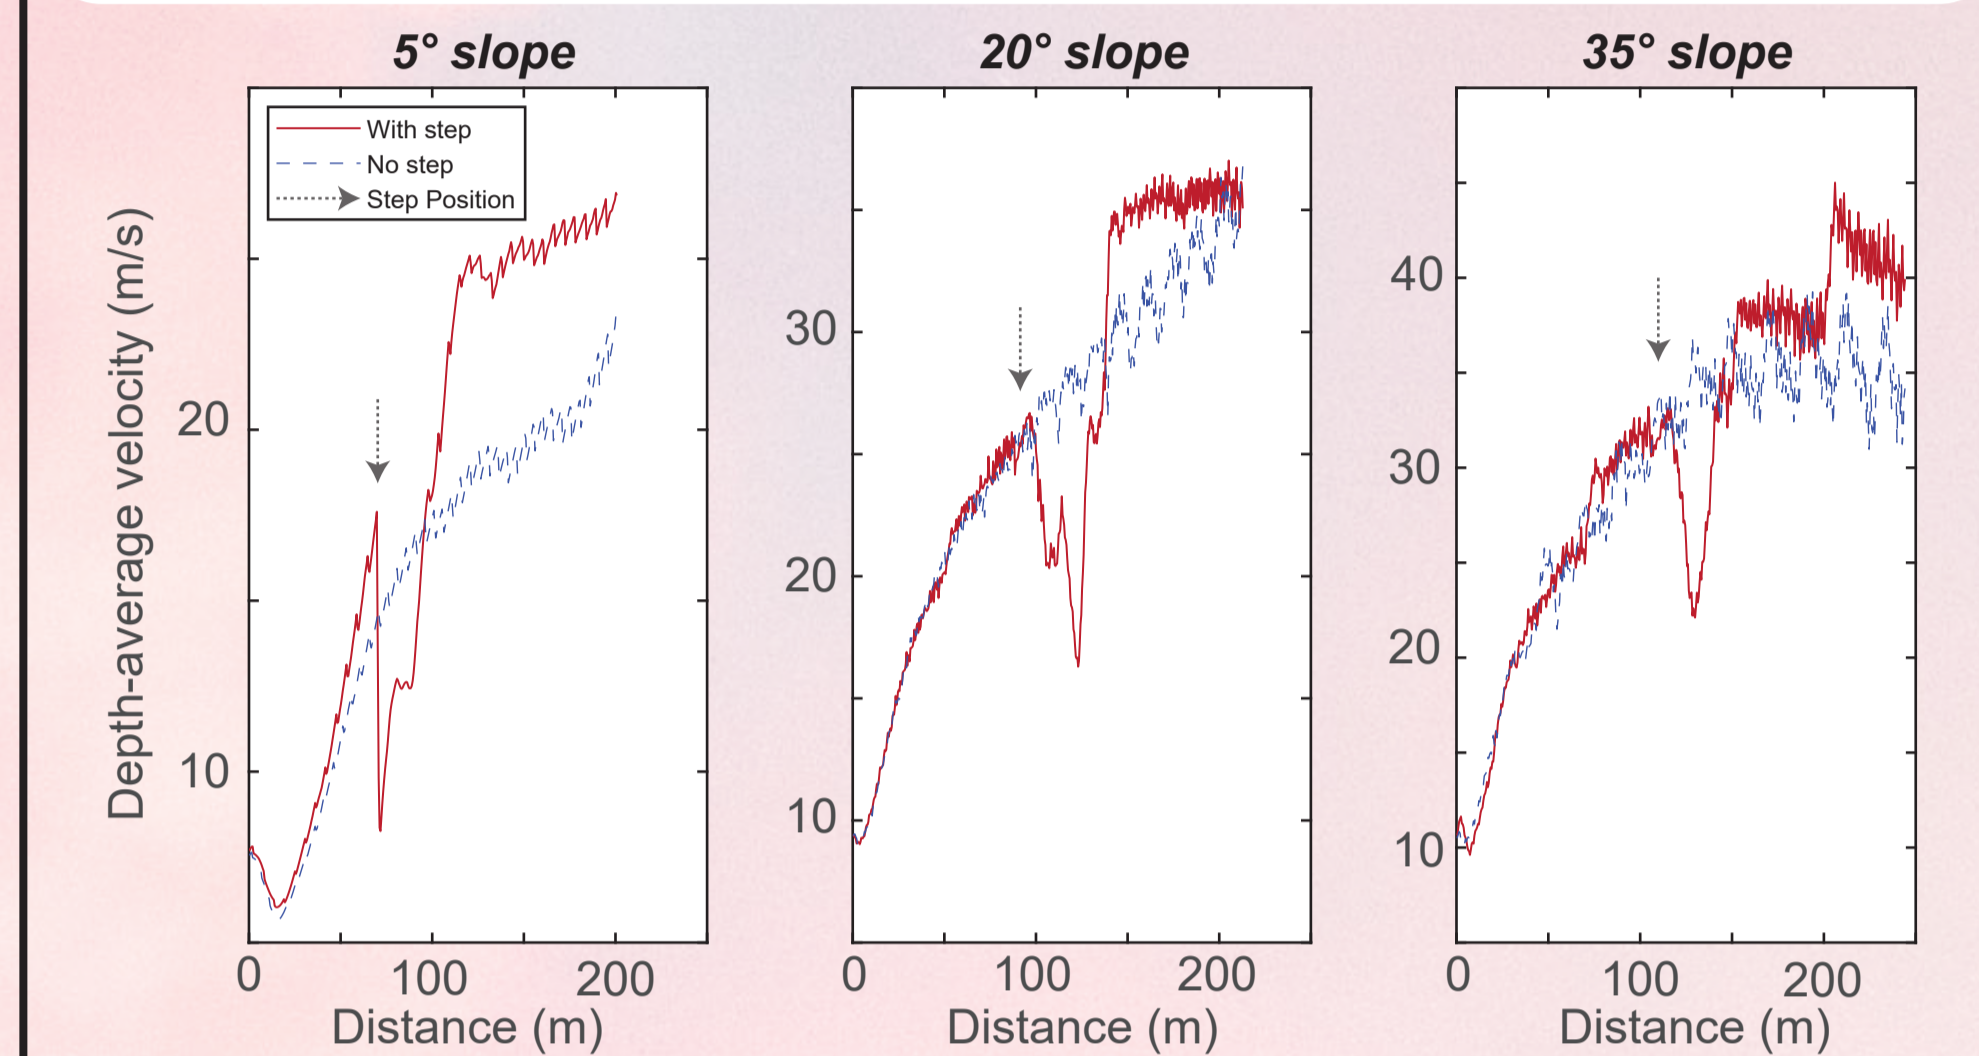 5° slope
20° slope
35° slope
With step
No step
Step Position
Depth-average velocity (m/s)
20
10
0
100
200
Distance (m)
30
20
10
0
100
200
Distance (m)
40
30
20
10
0
100
200
Distance (m)